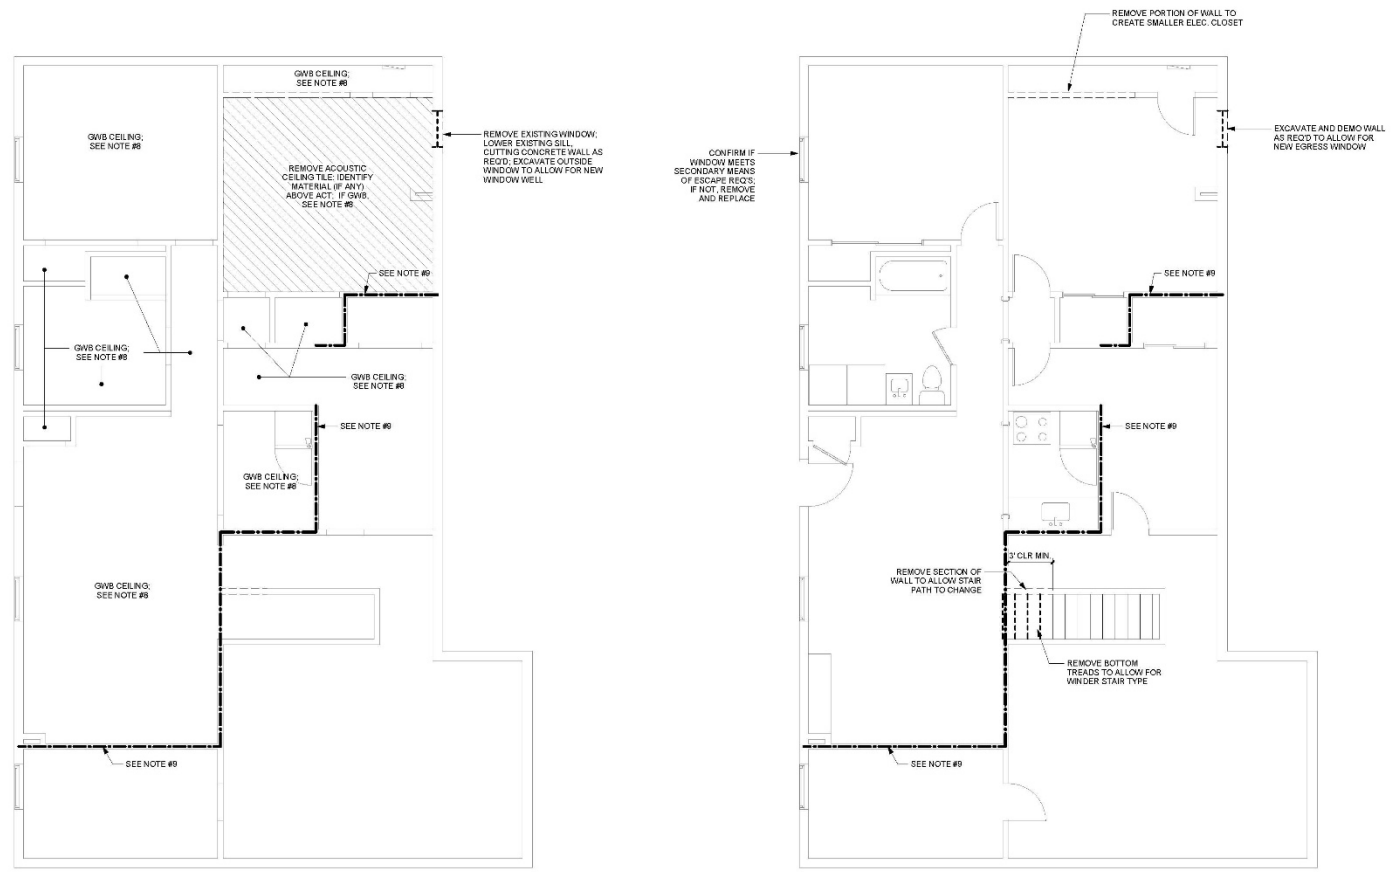 REMOVE PORTION OF WALL TO
CREATE SMALLER ELEC. CLOSET
GWB CEILING;
SEE NOTE #8
GWB CEILING;
SEE NOTE #8
REMOVE EXISTING WINDOW;
LOWER EXISTING SILL,
CUTTING CONCRETE WALL AS
REQ'D; EXCAVATE OUTSIDE
WINDOW TO ALLOW FOR NEW
WINDOW WELL
REMOVE ACOUSTIC
CEILING TILE; IDENTIFY
MATERIAL (IF ANY)
ABOVE ACT; IF GWB,
SEE NOTE #8
SEE NOTE #9
GWB CEILING;
SEE NOTE #8
GWB CEILING;
SEE NOTE #8
SEE NOTE #9
GWB CEILING;
SEE NOTE #8
GWB CEILING;
SEE NOTE #8
SEE NOTE #9
EXCAVATE AND DEMO WALL
AS REQ'D TO ALLOW FOR
NEW EGRESS WINDOW
CONFIRM IF
WINDOW MEETS
SECONDARY MEANS
OF ESCAPE REQ'S;
IF NOT, REMOVE
AND REPLACE
SEE NOTE #9
SEE NOTE #9
3' CLR MIN.
REMOVE SECTION OF
WALL TO ALLOW STAIR
PATH TO CHANGE
REMOVE BOTTOM
TREADS TO ALLOW FOR
WINDER STAIR TYPE
SEE NOTE #9